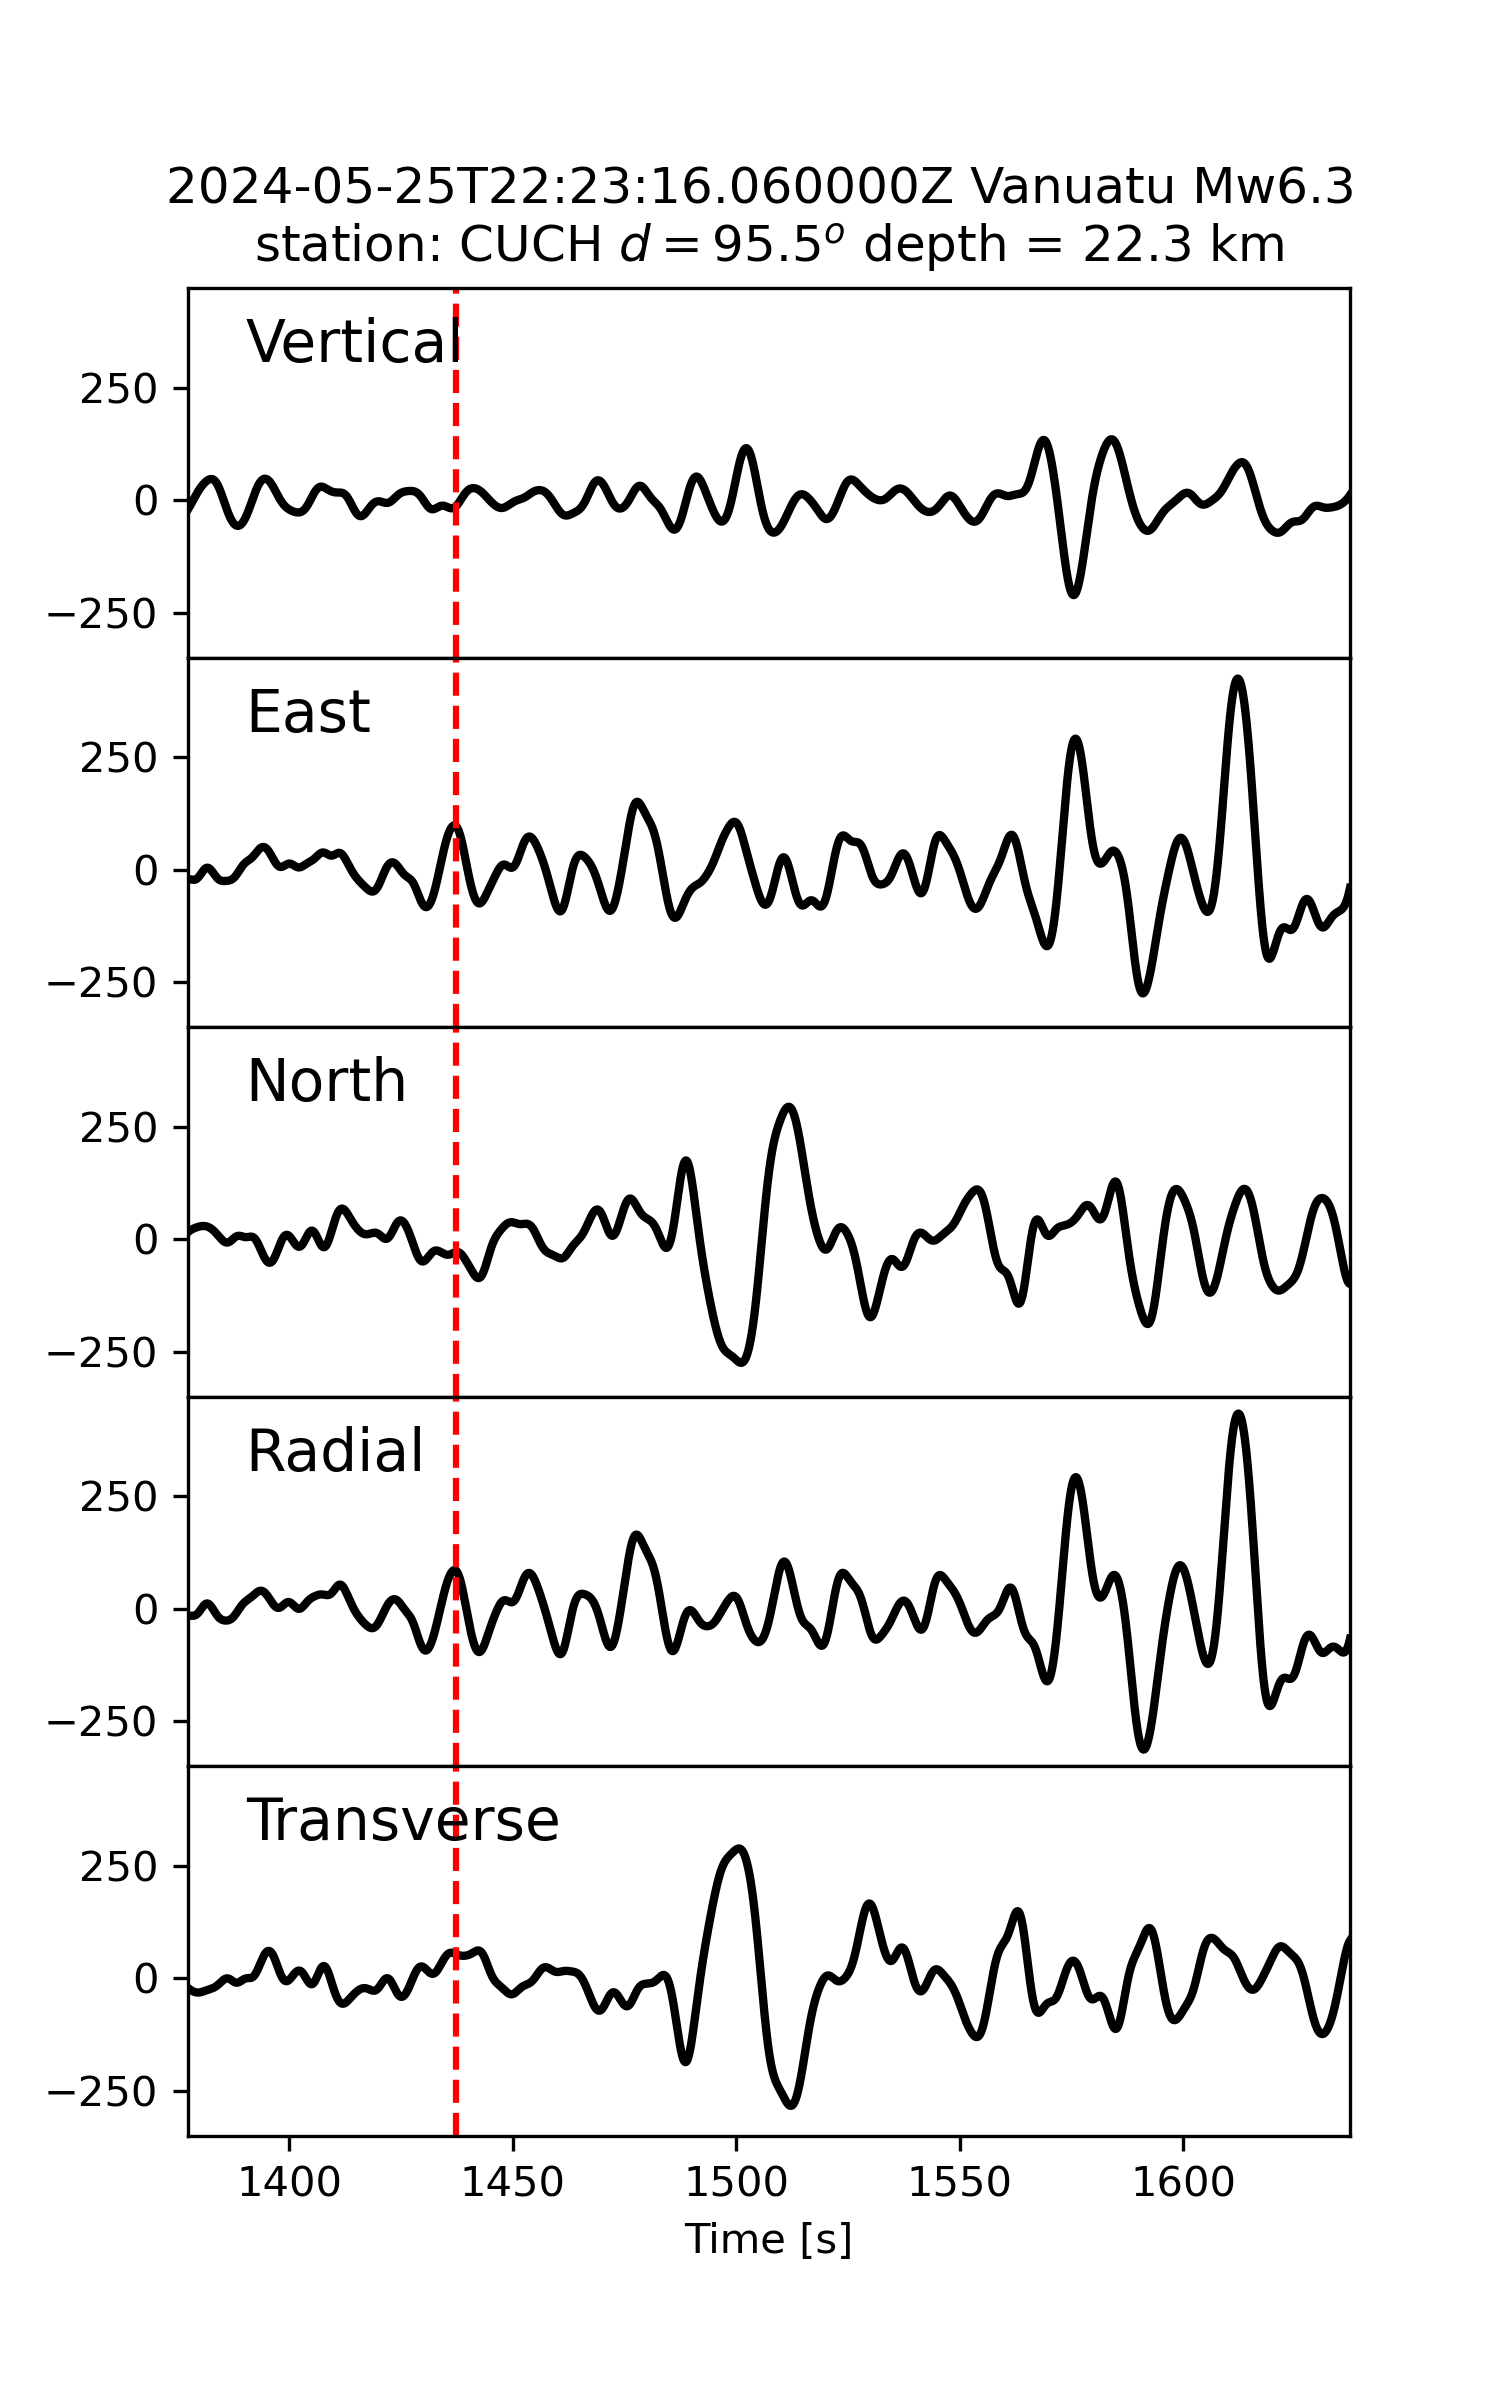 2024-05-25T22:23:16.060000Z Vanuatu Mw6.3
station: CUCH d = 95.5° depth = 22.3 km
Vertical
250
0
−250
East
250
0
−250
North
250
0
−250
Radial
250
0
−250
Transverse
250
0
−250
1400 1450 1500 1550 1600
Time [s]